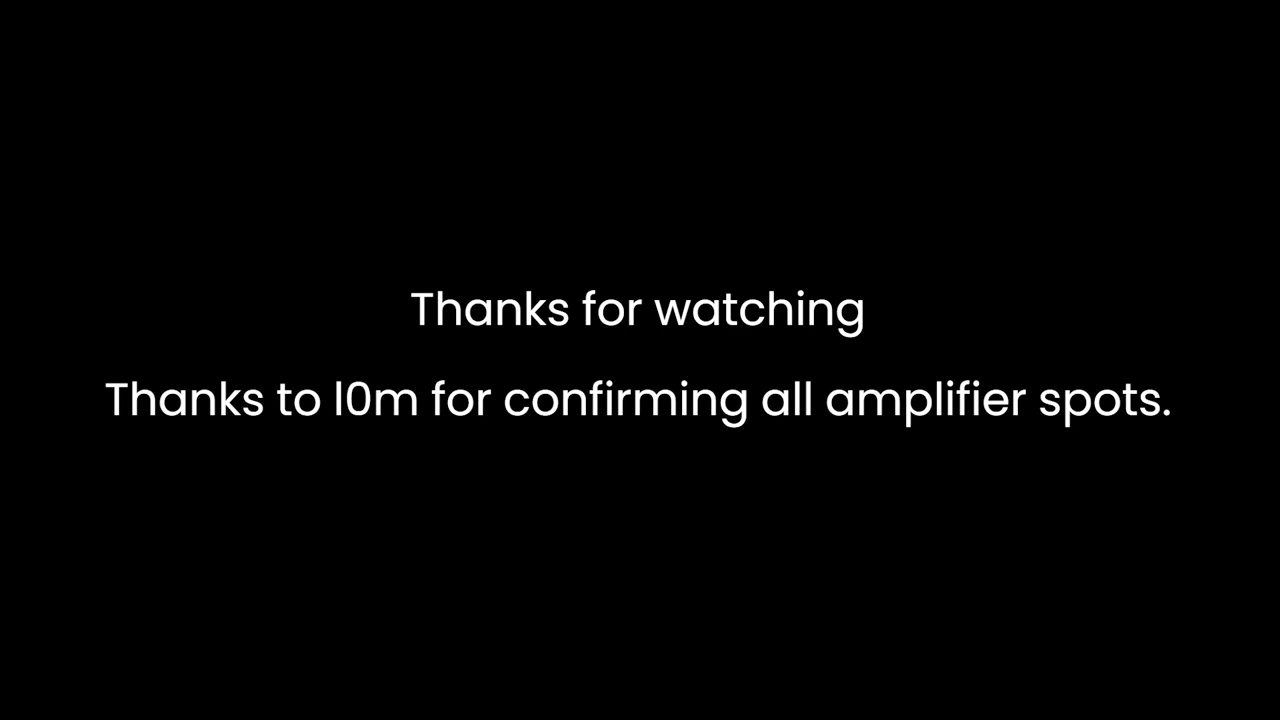 Thanks for watching
Thanks to l0m for confirming all amplifier spots.